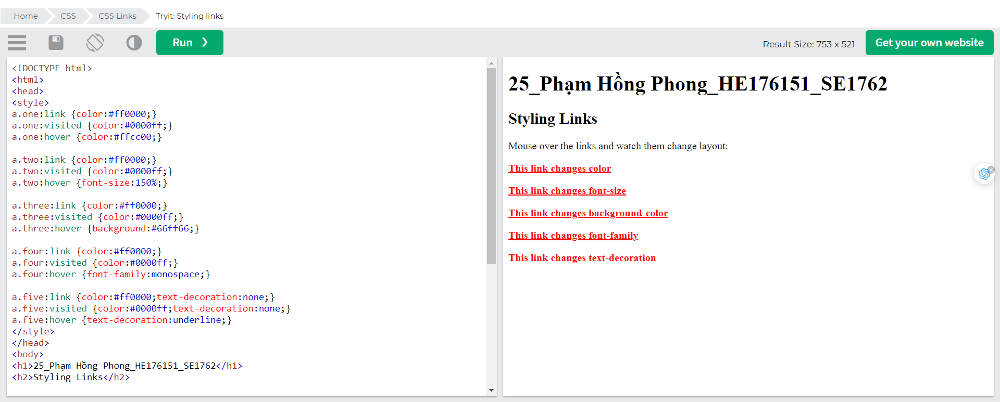 Home CSS CSS Links Tryit: Styling links
Run ❯ Result Size: 753 x 521 Get your own website
<!DOCTYPE html>
<html>
<head>
<style>
a.one:link {color:#ff0000;}
a.one:visited {color:#0000ff;}
a.one:hover {color:#ffcc00;}
a.two:link {color:#ff0000;}
a.two:visited {color:#0000ff;}
a.two:hover {font-size:150%;}
a.three:link {color:#ff0000;}
a.three:visited {color:#0000ff;}
a.three:hover {background:#66ff66;}
a.four:link {color:#ff0000;}
a.four:visited {color:#0000ff;}
a.four:hover {font-family:monospace;}
a.five:link {color:#ff0000;text-decoration:none;}
a.five:visited {color:#0000ff;text-decoration:none;}
a.five:hover {text-decoration:underline;}
</style>
</head>
<body>
<h1>25_Phạm Hồng Phong_HE176151_SE1762</h1>
<h2>Styling Links</h2>
25_Phạm Hồng Phong_HE176151_SE1762
Styling Links
Mouse over the links and watch them change layout:
This link changes color
This link changes font-size
This link changes background-color
This link changes font-family
This link changes text-decoration